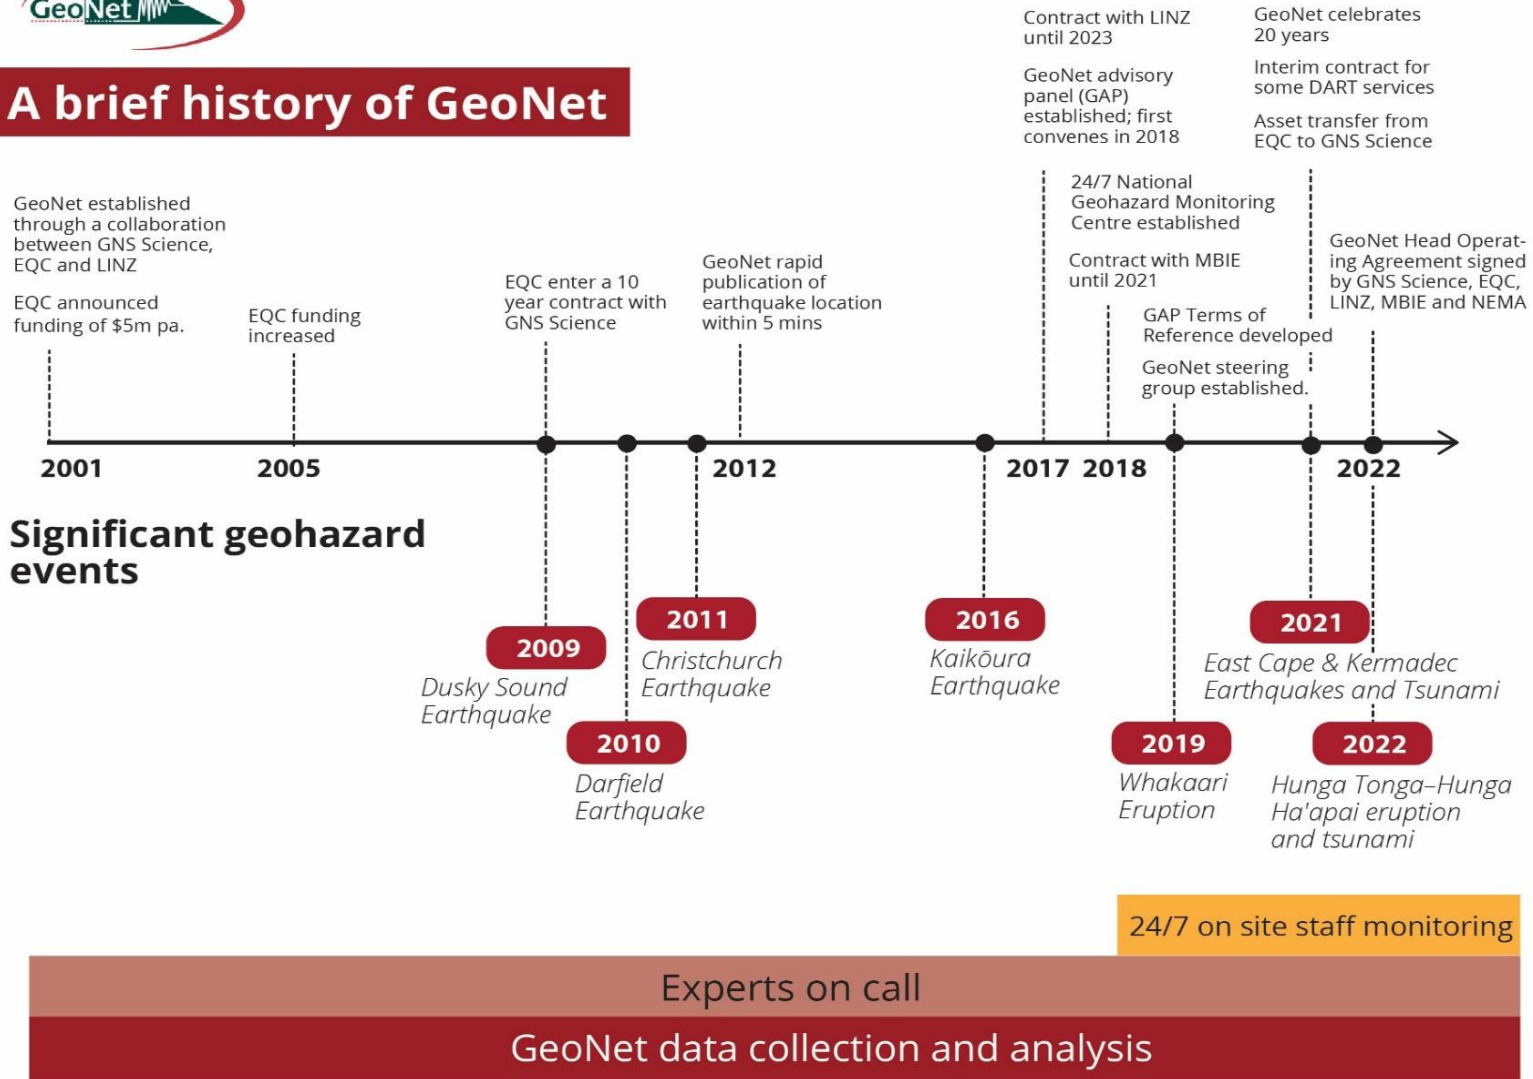 GeoNet
A brief history of GeoNet
GeoNet established
through a collaboration
between GNS Science,
EQC and LINZ
EQC announced
funding of $5m pa.
EQC funding
increased
EQC enter a 10
year contract with
GNS Science
GeoNet rapid
publication of
earthquake location
within 5 mins
Contract with LINZ
until 2023
GeoNet advisory
panel (GAP)
established; first
convenes in 2018
24/7 National
Geohazard Monitoring
Centre established
Contract with MBIE
until 2021
GAP Terms of
Reference developed
GeoNet steering
group established.
GeoNet celebrates
20 years
Interim contract for
some DART services
Asset transfer from
EQC to GNS Science
GeoNet Head Operat-
ing Agreement signed
by GNS Science, EQC,
LINZ, MBIE and NEMA
2001
2005
2012
2017
2018
2022
Significant geohazard
events
2009
Dusky Sound
Earthquake
2010
Darfield
Earthquake
2011
Christchurch
Earthquake
2016
Kaikōura
Earthquake
2019
Whakaari
Eruption
2021
East Cape & Kermadec
Earthquakes and Tsunami
2022
Hunga Tonga–Hunga
Ha'apai eruption
and tsunami
24/7 on site staff monitoring
Experts on call
GeoNet data collection and analysis